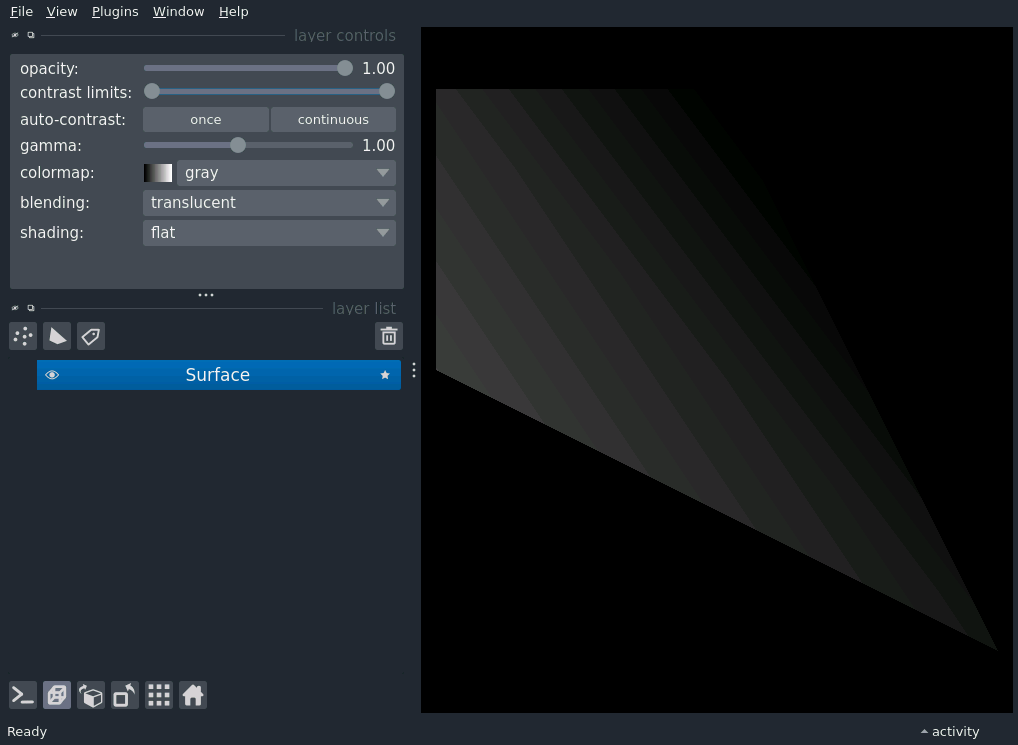 File View Plugins Window Help
layer controls
opacity: 1.00
contrast limits:
auto-contrast: once continuous
gamma: 1.00
colormap: gray
blending: translucent
shading: flat
layer list
Surface
Ready activity